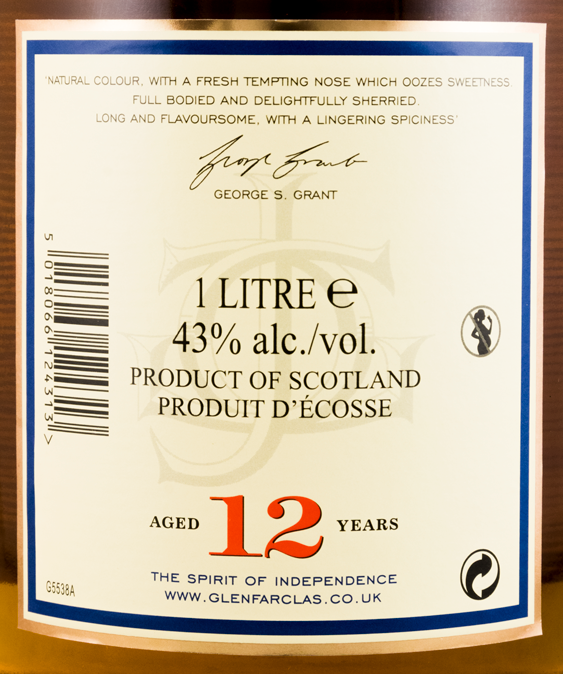 "NATURAL COLOUR, WITH A FRESH TEMPTING NOSE WHICH OOZES SWEETNESS.
FULL BODIED AND DELIGHTFULLY SHERRIED.
LONG AND FLAVOURSOME, WITH A LINGERING SPICINESS"
George Grant
GEORGE S. GRANT
5 018066 124313 >
1 LITRE e
43% alc./vol.
PRODUCT OF SCOTLAND
PRODUIT D'ÉCOSSE
AGED 12 YEARS
THE SPIRIT OF INDEPENDENCE
WWW.GLENFARCLAS.CO.UK
G5538A